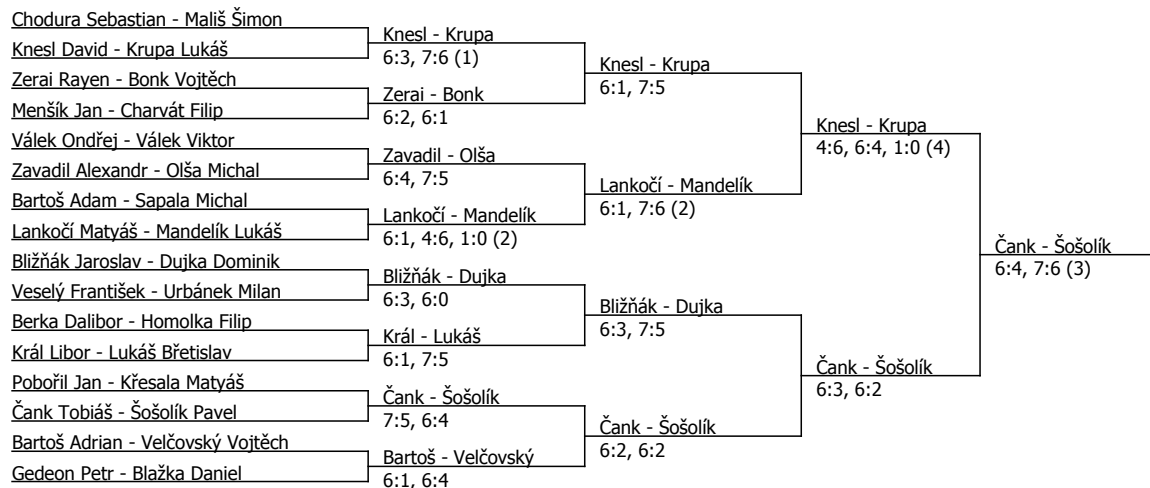 Chodura Sebastian - Mališ Šimon
Knesl David - Krupa Lukáš
Zerai Rayen - Bonk Vojtěch
Menšík Jan - Charvát Filip
Válek Ondřej - Válek Viktor
Zavadil Alexandr - Olša Michal
Bartoš Adam - Sapala Michal
Lankočí Matyáš - Mandelík Lukáš
Bližňák Jaroslav - Dujka Dominik
Veselý František - Urbánek Milan
Berka Dalibor - Homolka Filip
Král Libor - Lukáš Břetislav
Pobořil Jan - Křesala Matyáš
Čank Tobiáš - Šošolík Pavel
Bartoš Adrian - Velčovský Vojtěch
Gedeon Petr - Blažka Daniel
Knesl - Krupa
6:3, 7:6 (1)
Zerai - Bonk
6:2, 6:1
Zavadil - Olša
6:4, 7:5
Lankočí - Mandelík
6:1, 4:6, 1:0 (2)
Bližňák - Dujka
6:3, 6:0
Král - Lukáš
6:1, 7:5
Čank - Šošolík
7:5, 6:4
Bartoš - Velčovský
6:1, 6:4
Knesl - Krupa
6:1, 7:5
Lankočí - Mandelík
6:1, 7:6 (2)
Bližňák - Dujka
6:3, 7:5
Čank - Šošolík
6:2, 6:2
Knesl - Krupa
4:6, 6:4, 1:0 (4)
Čank - Šošolík
6:3, 6:2
Čank - Šošolík
6:4, 7:6 (3)